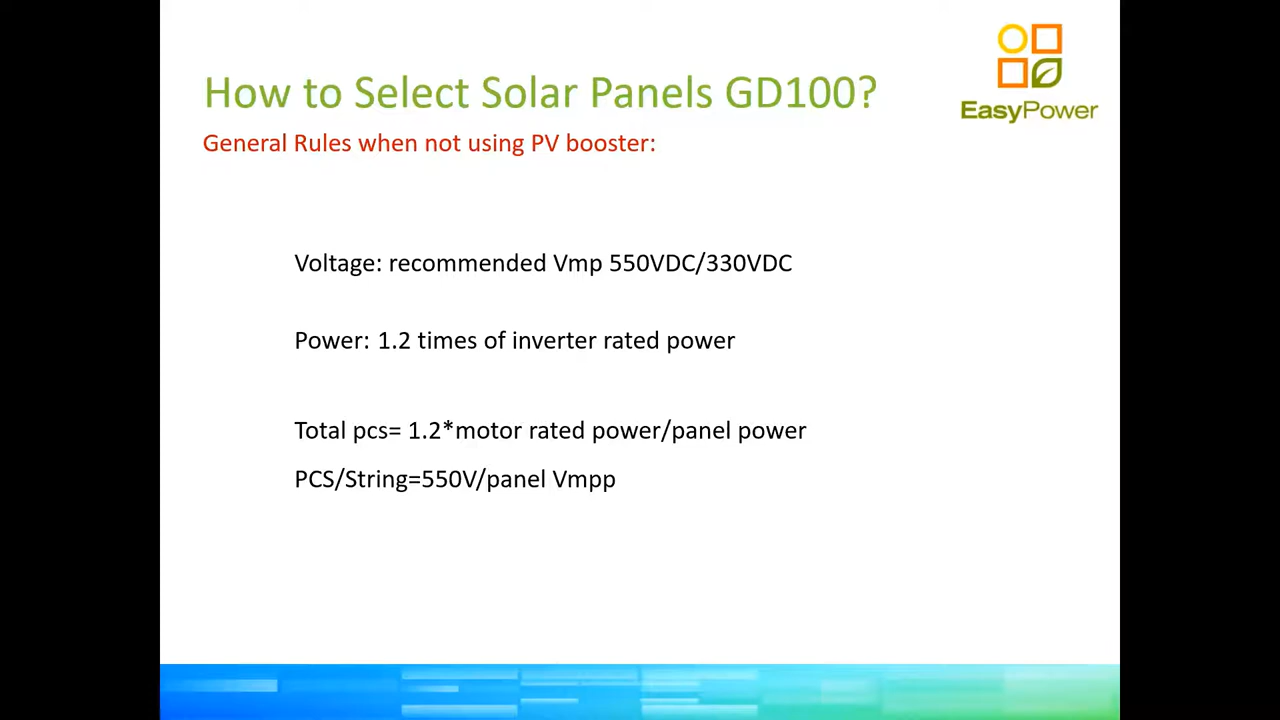 How to Select Solar Panels GD100?
EasyPower
General Rules when not using PV booster:
Voltage: recommended Vmp 550VDC/330VDC
Power: 1.2 times of inverter rated power
Total pcs= 1.2*motor rated power/panel power
PCS/String=550V/panel Vmpp